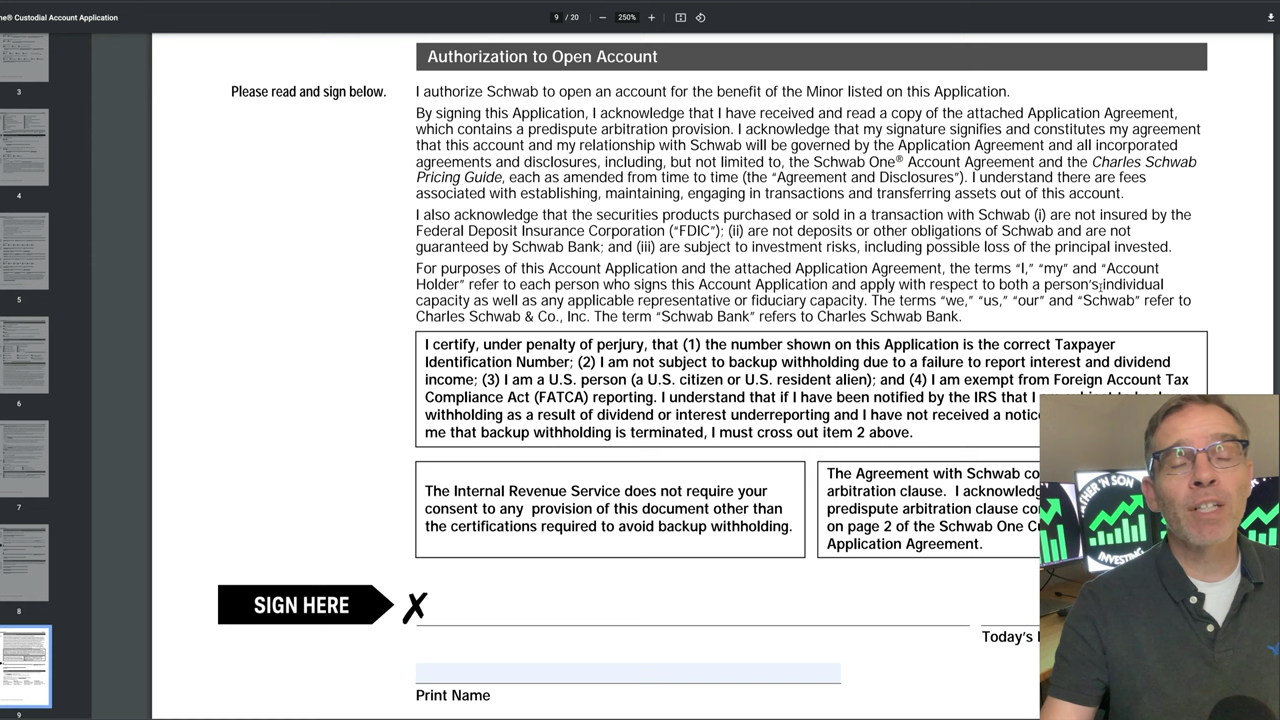 ne® Custodial Account Application
9 / 20
250%
Authorization to Open Account
Please read and sign below.
I authorize Schwab to open an account for the benefit of the Minor listed on this Application.
By signing this Application, I acknowledge that I have received and read a copy of the attached Application Agreement,
which contains a predispute arbitration provision. I acknowledge that my signature signifies and constitutes my agreement
that this account and my relationship with Schwab will be governed by the Application Agreement and all incorporated
agreements and disclosures, including, but not limited to, the Schwab One® Account Agreement and the Charles Schwab
Pricing Guide, each as amended from time to time (the “Agreement and Disclosures”). I understand there are fees
associated with establishing, maintaining, engaging in transactions and transferring assets out of this account.
I also acknowledge that the securities products purchased or sold in a transaction with Schwab (i) are not insured by the
Federal Deposit Insurance Corporation (“FDIC”); (ii) are not deposits or other obligations of Schwab and are not
guaranteed by Schwab Bank; and (iii) are subject to investment risks, including possible loss of the principal invested.
For purposes of this Account Application and the attached Application Agreement, the terms “I,” “my” and “Account
Holder” refer to each person who signs this Account Application and apply with respect to both a person’s individual
capacity as well as any applicable representative or fiduciary capacity. The terms “we,” “us,” “our” and “Schwab” refer to
Charles Schwab & Co., Inc. The term “Schwab Bank” refers to Charles Schwab Bank.
I certify, under penalty of perjury, that (1) the number shown on this Application is the correct Taxpayer
Identification Number; (2) I am not subject to backup withholding due to a failure to report interest and dividend
income; (3) I am a U.S. person (a U.S. citizen or U.S. resident alien); and (4) I am exempt from Foreign Account Tax
Compliance Act (FATCA) reporting. I understand that if I have been notified by the IRS that I
withholding as a result of dividend or interest underreporting and I have not received a notic
me that backup withholding is terminated, I must cross out item 2 above.
The Internal Revenue Service does not require your
consent to any provision of this document other than
the certifications required to avoid backup withholding.
The Agreement with Schwab co
arbitration clause. I acknowledg
predispute arbitration clause co
on page 2 of the Schwab One Cu
Application Agreement.
SIGN HERE
X
Today's
Print Name
3
4
5
6
7
8
9
ATHER 'N SON
INVESTING